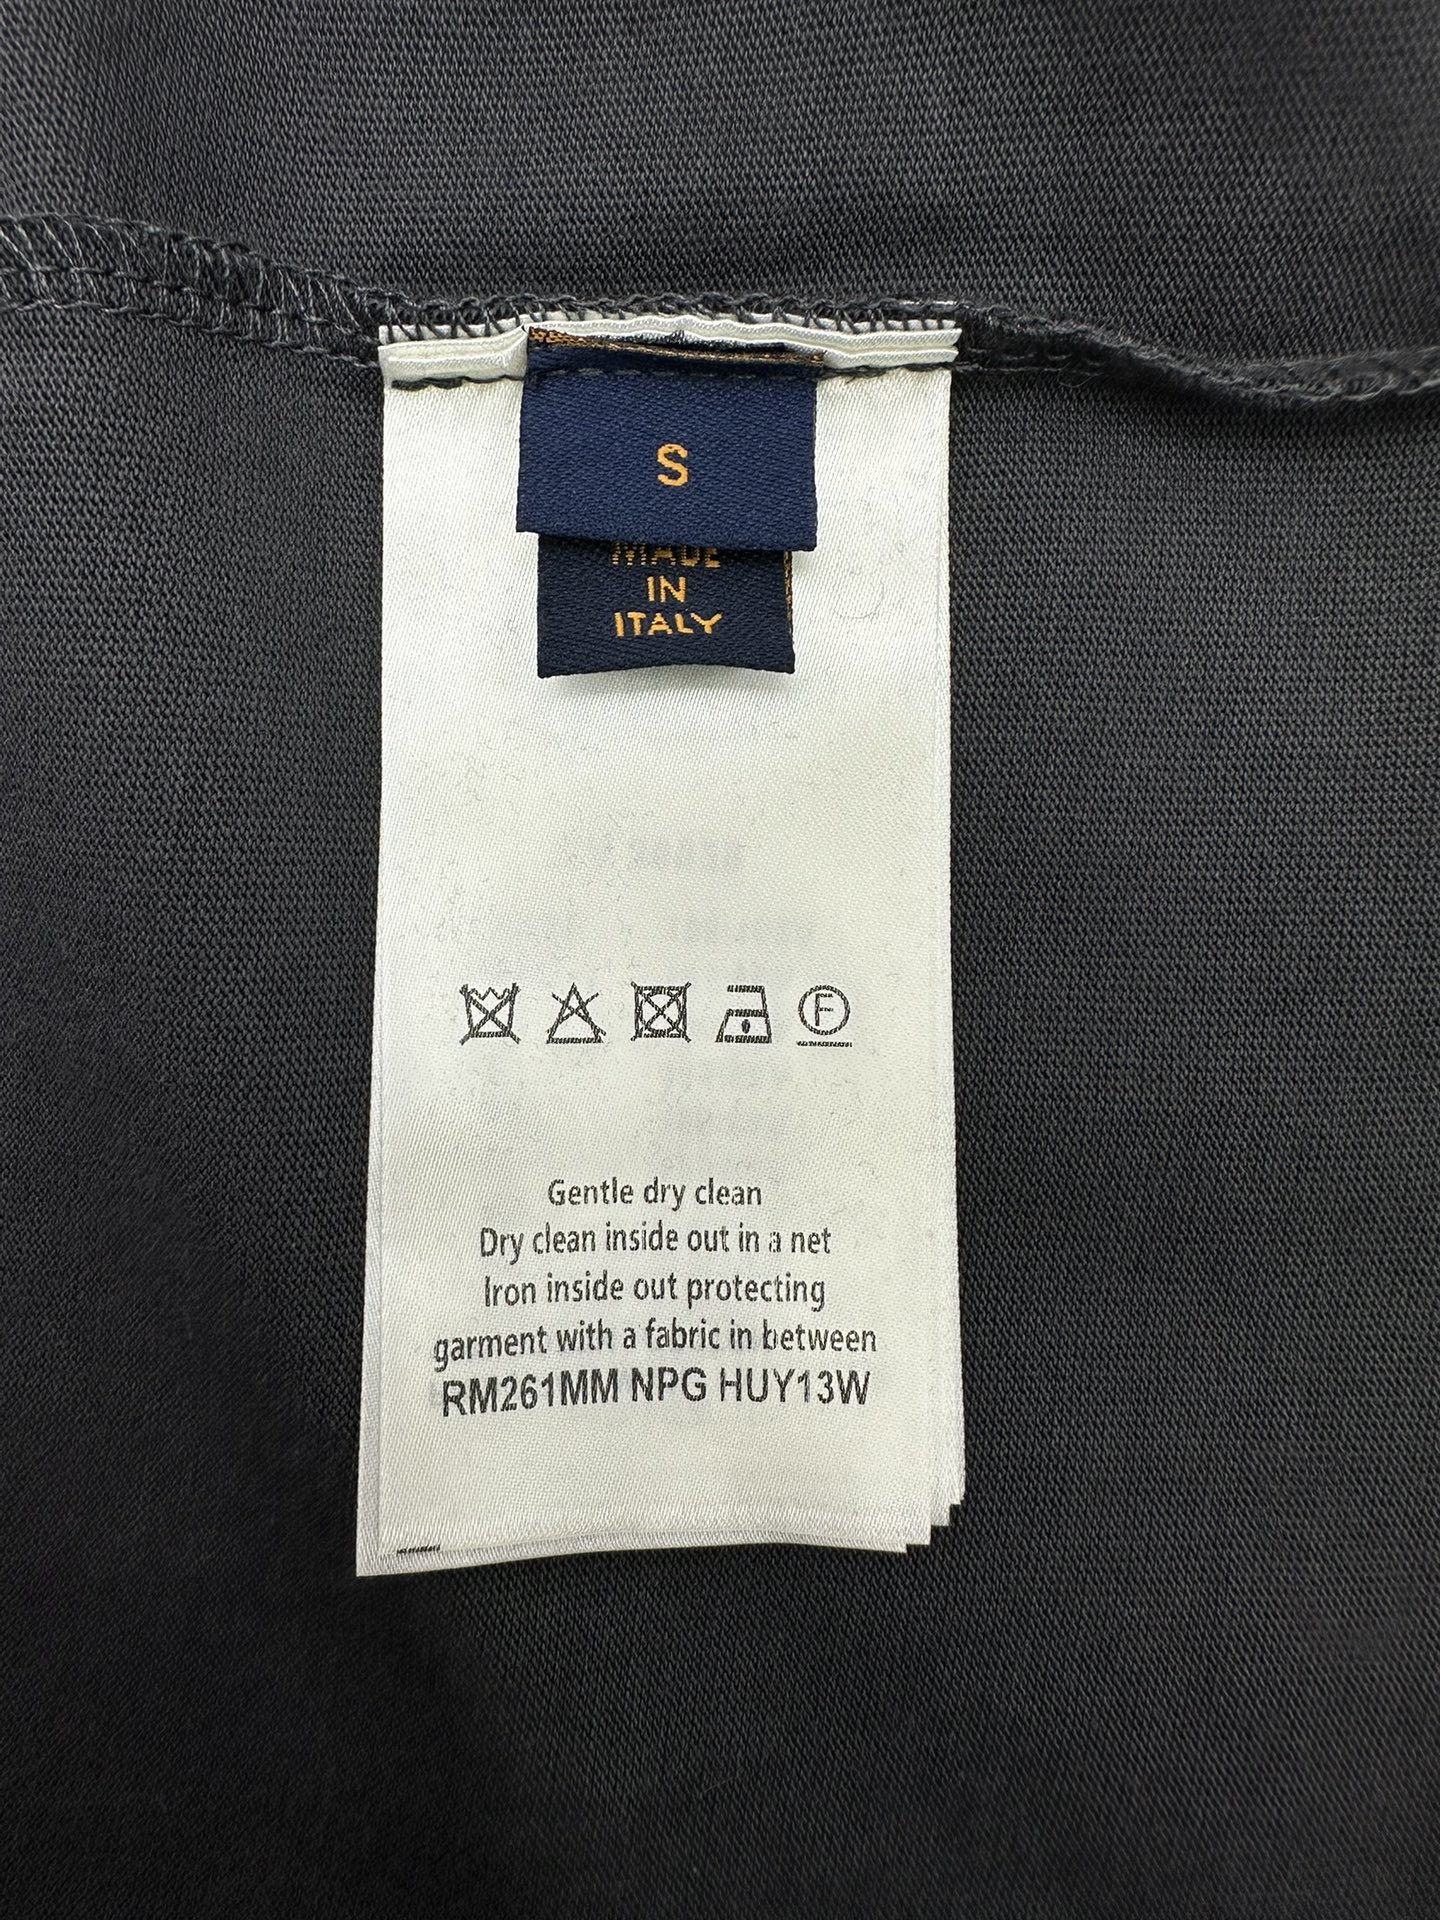 S
MADE
IN
ITALY
F
Gentle dry clean
Dry clean inside out in a net
Iron inside out protecting
garment with a fabric in between
RM261MM NPG HUY13W